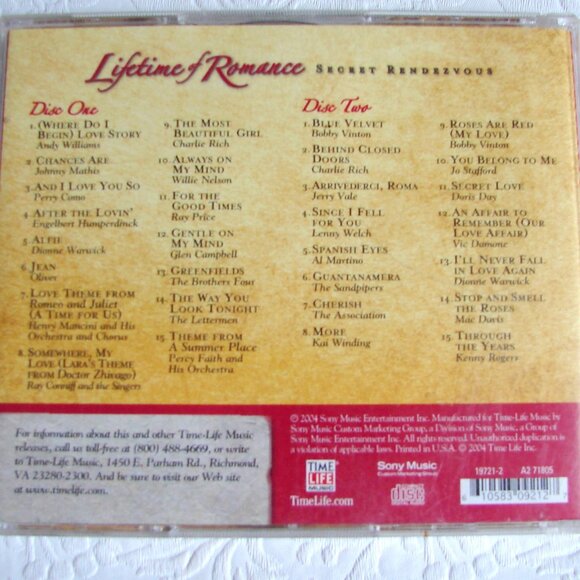 Lifetime of Romance SECRET RENDEZVOUS
Disc One
1. (WHERE DO I
BEGIN) LOVE STORY
Andy Williams
2. CHANCES ARE
Johnny Mathis
3. AND I LOVE YOU SO
Perry Como
4. AFTER THE LOVIN'
Engelbert Humperdinck
5. ALFIE
Dionne Warwick
6. JEAN
Oliver
7. LOVE THEME FROM
ROMEO AND JULIET
(A TIME FOR US)
Henry Mancini and His
Orchestra and Chorus
8. SOMEWHERE, MY
LOVE (LARA'S THEME
FROM DOCTOR ZHIVAGO)
Ray Conniff and the Singers
9. THE MOST
BEAUTIFUL GIRL
Charlie Rich
10. ALWAYS ON
MY MIND
Willie Nelson
11. FOR THE
GOOD TIMES
Ray Price
12. GENTLE ON
MY MIND
Glen Campbell
13. GREENFIELDS
The Brothers Four
14. THE WAY YOU
LOOK TONIGHT
The Lettermen
15. THEME FROM
A SUMMER PLACE
Percy Faith and
His Orchestra
Disc Two
1. BLUE VELVET
Bobby Vinton
2. BEHIND CLOSED
DOORS
Charlie Rich
3. ARRIVEDERCI, ROMA
Jerry Vale
4. SINCE I FELL
FOR YOU
Lenny Welch
5. SPANISH EYES
Al Martino
6. GUANTANAMERA
The Sandpipers
7. CHERISH
The Association
8. MORE
Kai Winding
9. ROSES ARE RED
(MY LOVE)
Bobby Vinton
10. YOU BELONG TO ME
Jo Stafford
11. SECRET LOVE
Doris Day
12. AN AFFAIR TO
REMEMBER (OUR
LOVE AFFAIR)
Vic Damone
13. I'LL NEVER FALL
IN LOVE AGAIN
Dionne Warwick
14. STOP AND SMELL
THE ROSES
Mac Davis
15. THROUGH
THE YEARS
Kenny Rogers
For information about this and other Time-Life Music
releases, call us toll-free at (800) 488-4669, or write
to Time-Life Music, 1450 E. Parham Rd., Richmond,
VA 23280-2300. And be sure to visit our Web site
at www.timelife.com.
℗ 2004 Sony Music Entertainment Inc. Manufactured for Time-Life Music by
Sony Music Custom Marketing Group, a Division of Sony Music, a Group of
Sony Music Entertainment Inc. All rights reserved. Unauthorized duplication is
a violation of applicable laws. Printed in U.S.A. © 2004 Time Life Inc.
TIME
LIFE
MUSIC
TimeLife.com
Sony Music
Custom Marketing Group
COMPACT
disc
DIGITAL AUDIO
19721-2 A2 71805
6 10583 09212 7